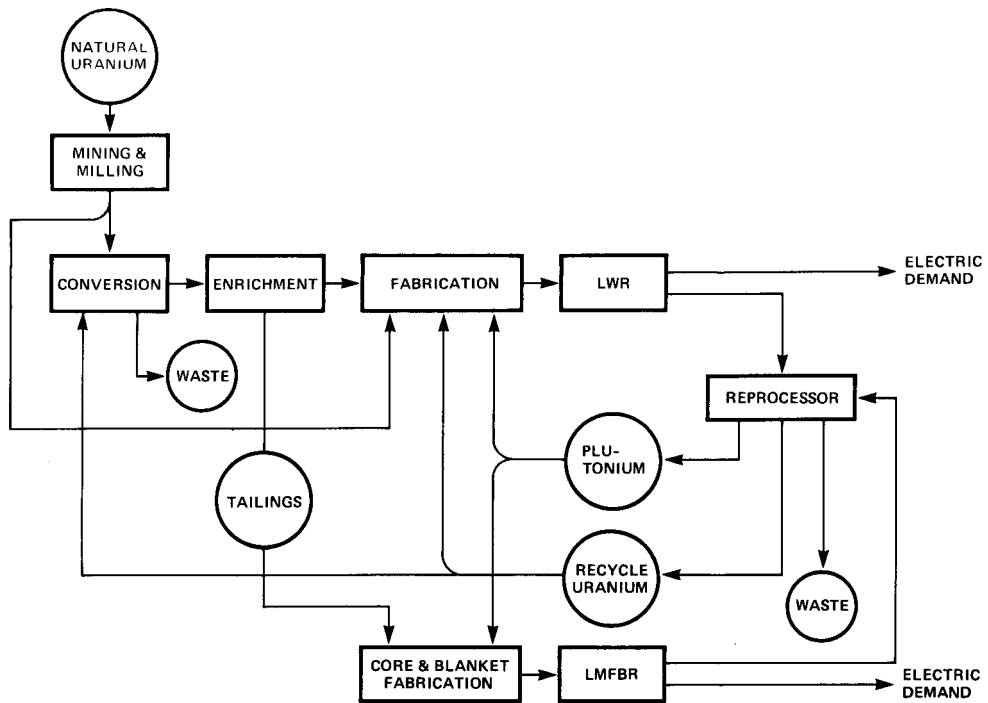 NATURAL
URANIUM
MINING &
MILLING
CONVERSION
ENRICHMENT
FABRICATION
LWR
ELECTRIC
DEMAND
WASTE
REPROCESSOR
PLU-
TONIUM
TAILINGS
RECYCLE
URANIUM
WASTE
CORE & BLANKET
FABRICATION
LMFBR
ELECTRIC
DEMAND